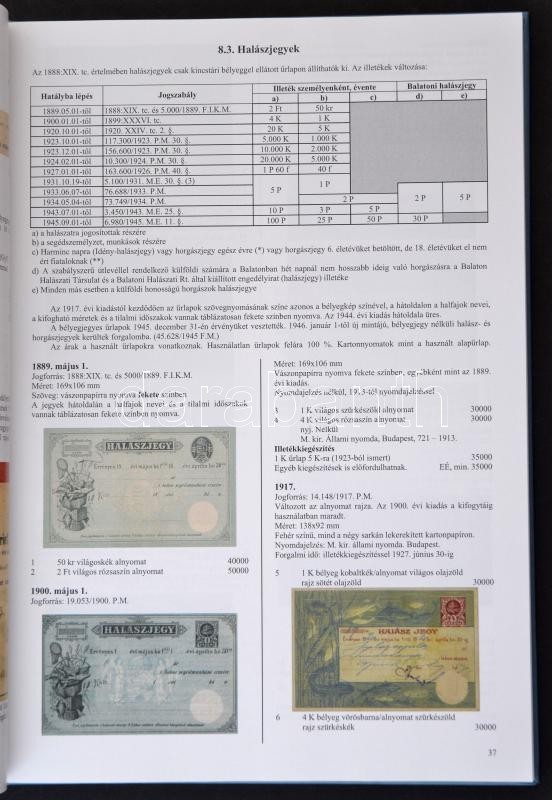 8.3. Halászjegyek
Az 1888:XIX. tc. értelmében halászjegyek csak kincstári bélyeggel ellátott űrlapon állíthatók ki. Az illetékek változása:
Hatályba lépés Jogszabály Illeték személyenként, évente Balatoni halászjegy
a) b) c) d) e)
1889.05.01-től 1888:XIX. tc. és 5.000/1889. F.I.K.M. 2 Ft 50 kr
1900.01.01-től 1899:XXXVI. tc. 4 K 1 K
1920.10.01-től 1920. XXIV. tc. 2. §. 20 K 5 K
1923.10.01-től 117.300/1923. P.M. 30. §. 5.000 K 1.000 K
1923.12.01-től 156.600/1923. P.M. 30. §. 10.000 K 2.000 K
1924.02.01-től 10.300/1924. P.M. 30. §. 20.000 K 5.000 K
1927.01.01-től 163.600/1926. P.M. 40. §. 1 P 60 f 40 f
1931.10.19-től 5.100/1931. M.E. 30. §. (3) 5 P 1 P
1933.06.07-től 76.688/1933. P.M. 2 P 5 P
1934.05.04-től 73.749/1934. P.M. 2 P
1943.07.01-től 3.450/1943. M.E. 25. §. 10 P 3 P 5 P
1945.09.01-től 6.980/1945. M.E. 11. §. 100 P 25 P 50 P 30 P
a) a halászatra jogosítottak részére
b) a segédszemélyzet, munkások részére
c) Harminc napra (Idény-halászjegy) vagy horgászjegy egész évre (*) vagy horgászjegy 6. életévüket betöltött, de 18. életévüket el nem
ért fiataloknak (**)
d) A szabályszerű útlevéllel rendelkező külföldi számára a Balatonban hét napnál nem hosszabb ideig való horgászásra a Balaton
Halászati Társulat és a Balatoni Halászati Rt. által kiállított engedélyirat (halászjegy) illetéke
e) Minden más esetben a külföldi honosságú horgászok halászjegye
Az 1917. évi kiadástól kezdődően az űrlapok szövegnyomásának színe azonos a bélyegkép színével, a hátoldalon a halfajok nevei,
a kifogható méretek és a tilalmi időszakok vannak táblázatosan fekete színben nyomva. Az 1944. évi kiadás hátoldala üres.
A bélyegjegyes űrlapok 1945. december 31-én érvényüket vesztették. 1946. január 1-től új mintájú, bélyegjegy nélküli halász- és
horgászjegyek kerültek forgalomba. (45.628/1945 F.M.)
Az árak a használt űrlapokra vonatkoznak. Használatlan űrlapok felára 100 %. Kartonnyomatok mint a használt alapűrlap.
1889. május 1.
Jogforrás: 1888:XIX. tc. és 5000/1889. F.I.K.M.
Méret: 169x106 mm
Szöveg: vászonpapírra nyomva fekete színben
A jegyek hátoldalán a halfajok nevei és a tilalmi időszakok
vannak táblázatosan fekete színben nyomva.
HALÁSZJEGY
1 50 kr világoskék alnyomat 40000
2 2 Ft világos rózsaszín alnyomat 50000
1900. május 1.
Jogforrás: 19.053/1900. P.M.
HALÁSZJEGY
Méret: 169x106 mm
Vászonpapírra nyomva fekete színben, egyébként mint az 1889.
évi kiadás.
Nyomdajelzés nélkül, 1913-tól nyomdajelzéssel
3 1 K világos szürkészöld alnyomat 30000
4 4 K világos rózsaszín alnyomat 30000
nyj. Nélkül
M. kir. Állami nyomda, Budapest, 721 – 1913.
Illetékkiegészítés
1 K űrlap 5 K-ra (1923-ból ismert) 35000
Egyéb kiegészítések is előfordulhatnak. EÉ, min. 35000
1917.
Jogforrás: 14.148/1917. P.M.
Változott az alnyomat rajza. Az 1900. évi kiadás a kifogytáig
használatban maradt.
Méret: 138x92 mm
Fehér színű, mind a négy sarkán lekerekített kartonpapíron.
Nyomdajelzés: M. kir. állami nyomda. Budapest.
Forgalmi idő: illetékkiegészítéssel 1927. június 30-ig
5 1 K bélyeg kobaltkék/alnyomat világos olajzöld
rajz sötét olajzöld 30000
HALÁSZ JEGY
6 4 K bélyeg vörösbarna/alnyomat szürkészöld
rajz szürkéskék 30000
37
darabanth